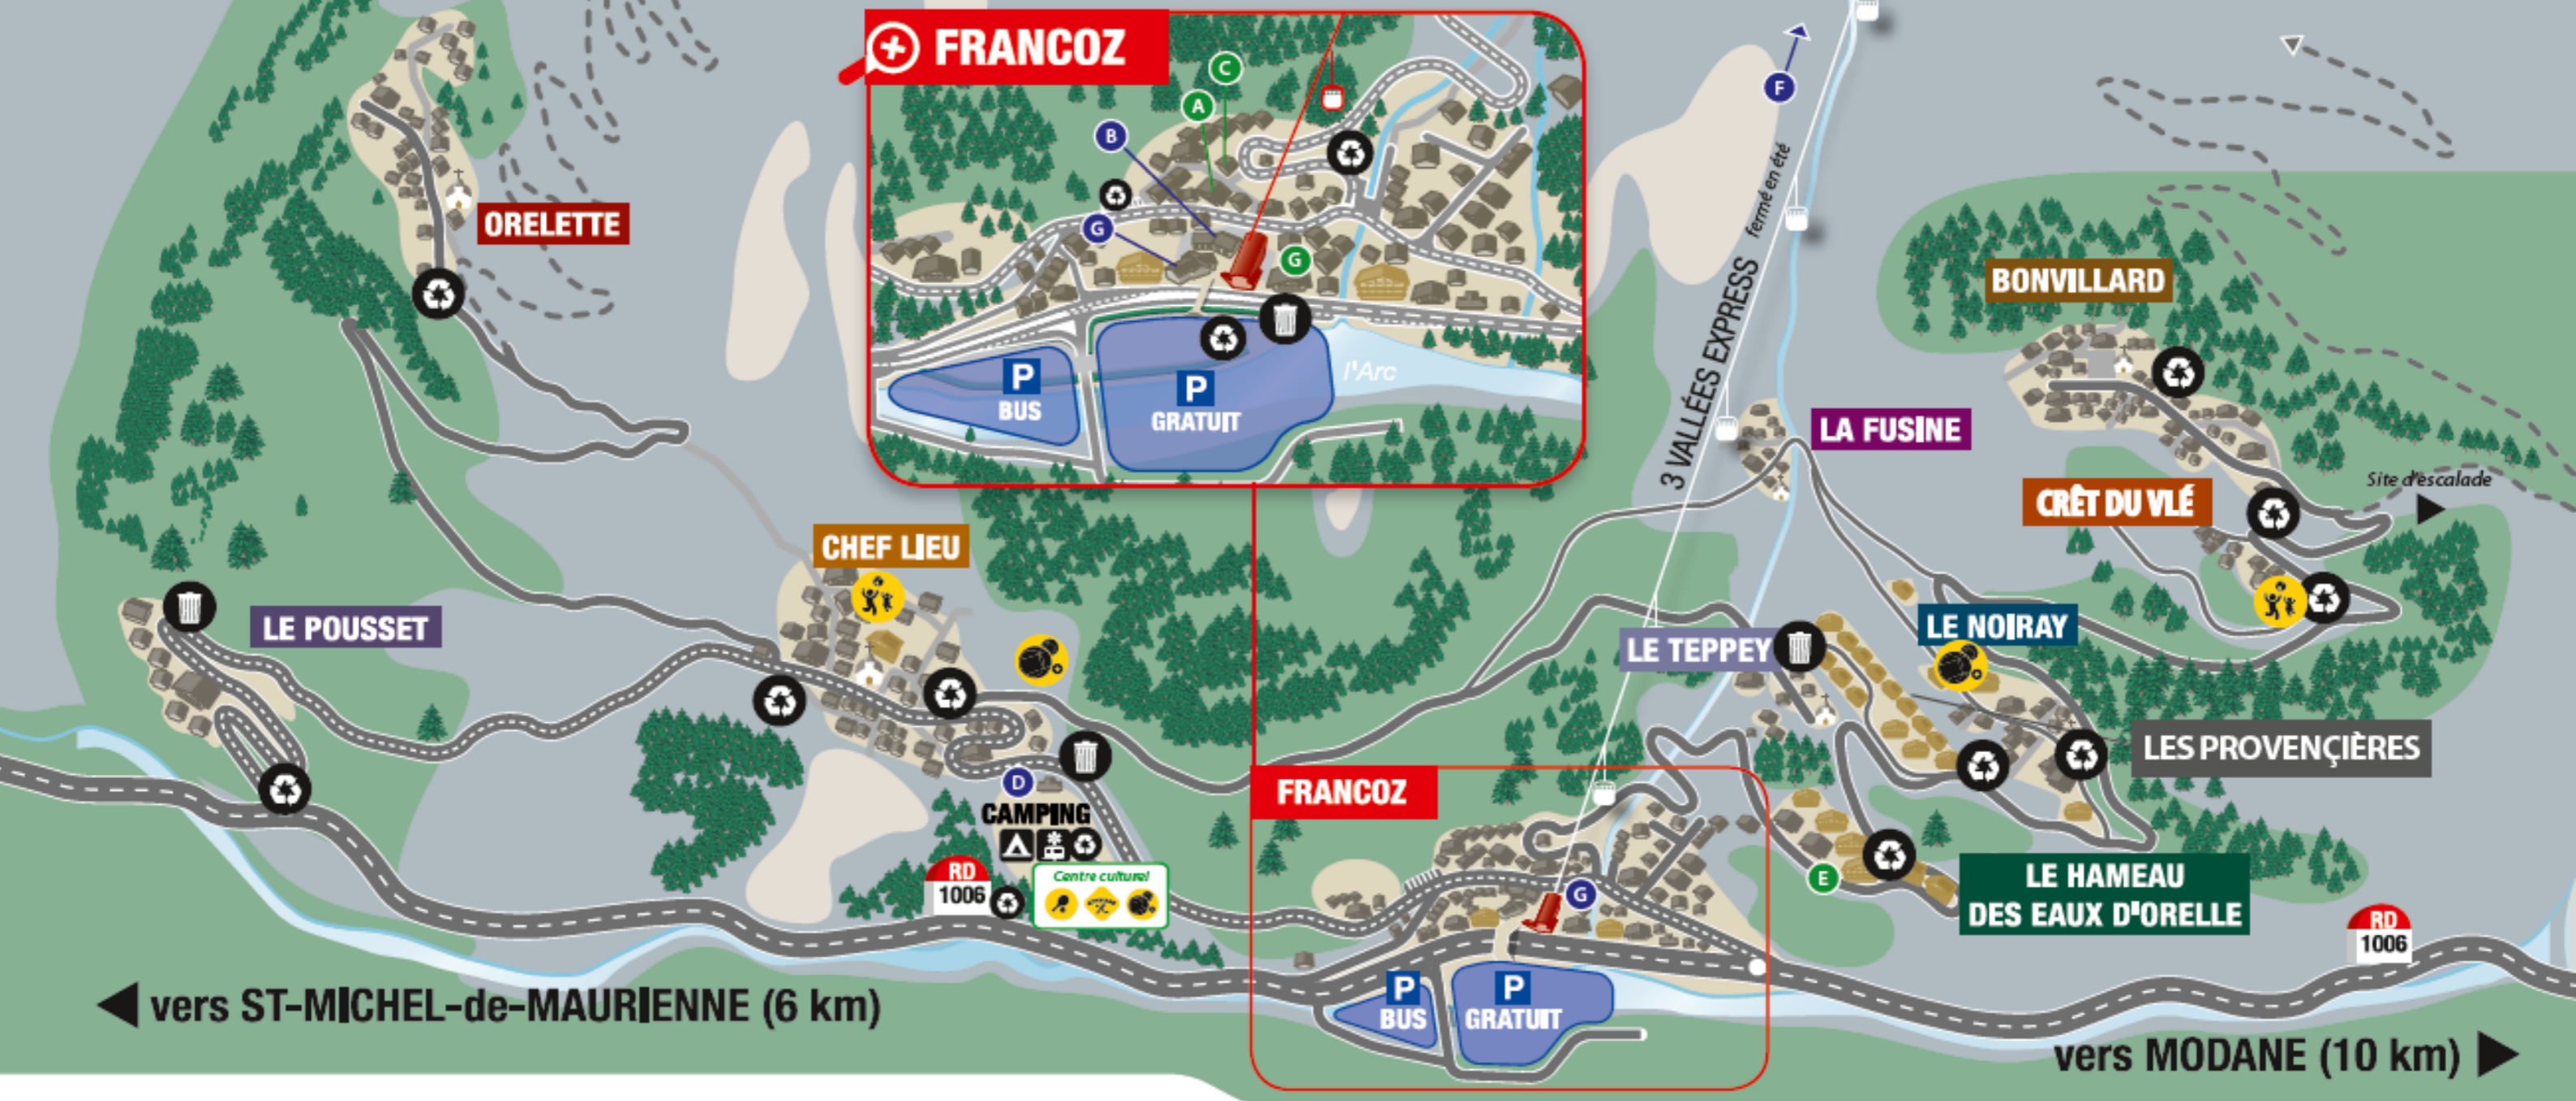 FRANCOZ
C
A
B
G
G
P
BUS
P
GRATUIT
l'Arc
F
fermé en été
3 VALLÉES EXPRESS
ORELETTE
BONVILLARD
LA FUSINE
CRÊT DU VLÉ
Site d'escalade
CHEF LIEU
LE POUSSET
LE TEPPEY
LE NOIRAY
LES PROVENÇIÈRES
D
CAMPING
RD
1006
Centre culturel
FRANCOZ
G
P
BUS
P
GRATUIT
E
LE HAMEAU
DES EAUX D'ORELLE
RD
1006
vers ST-MICHEL-de-MAURIENNE (6 km)
vers MODANE (10 km)